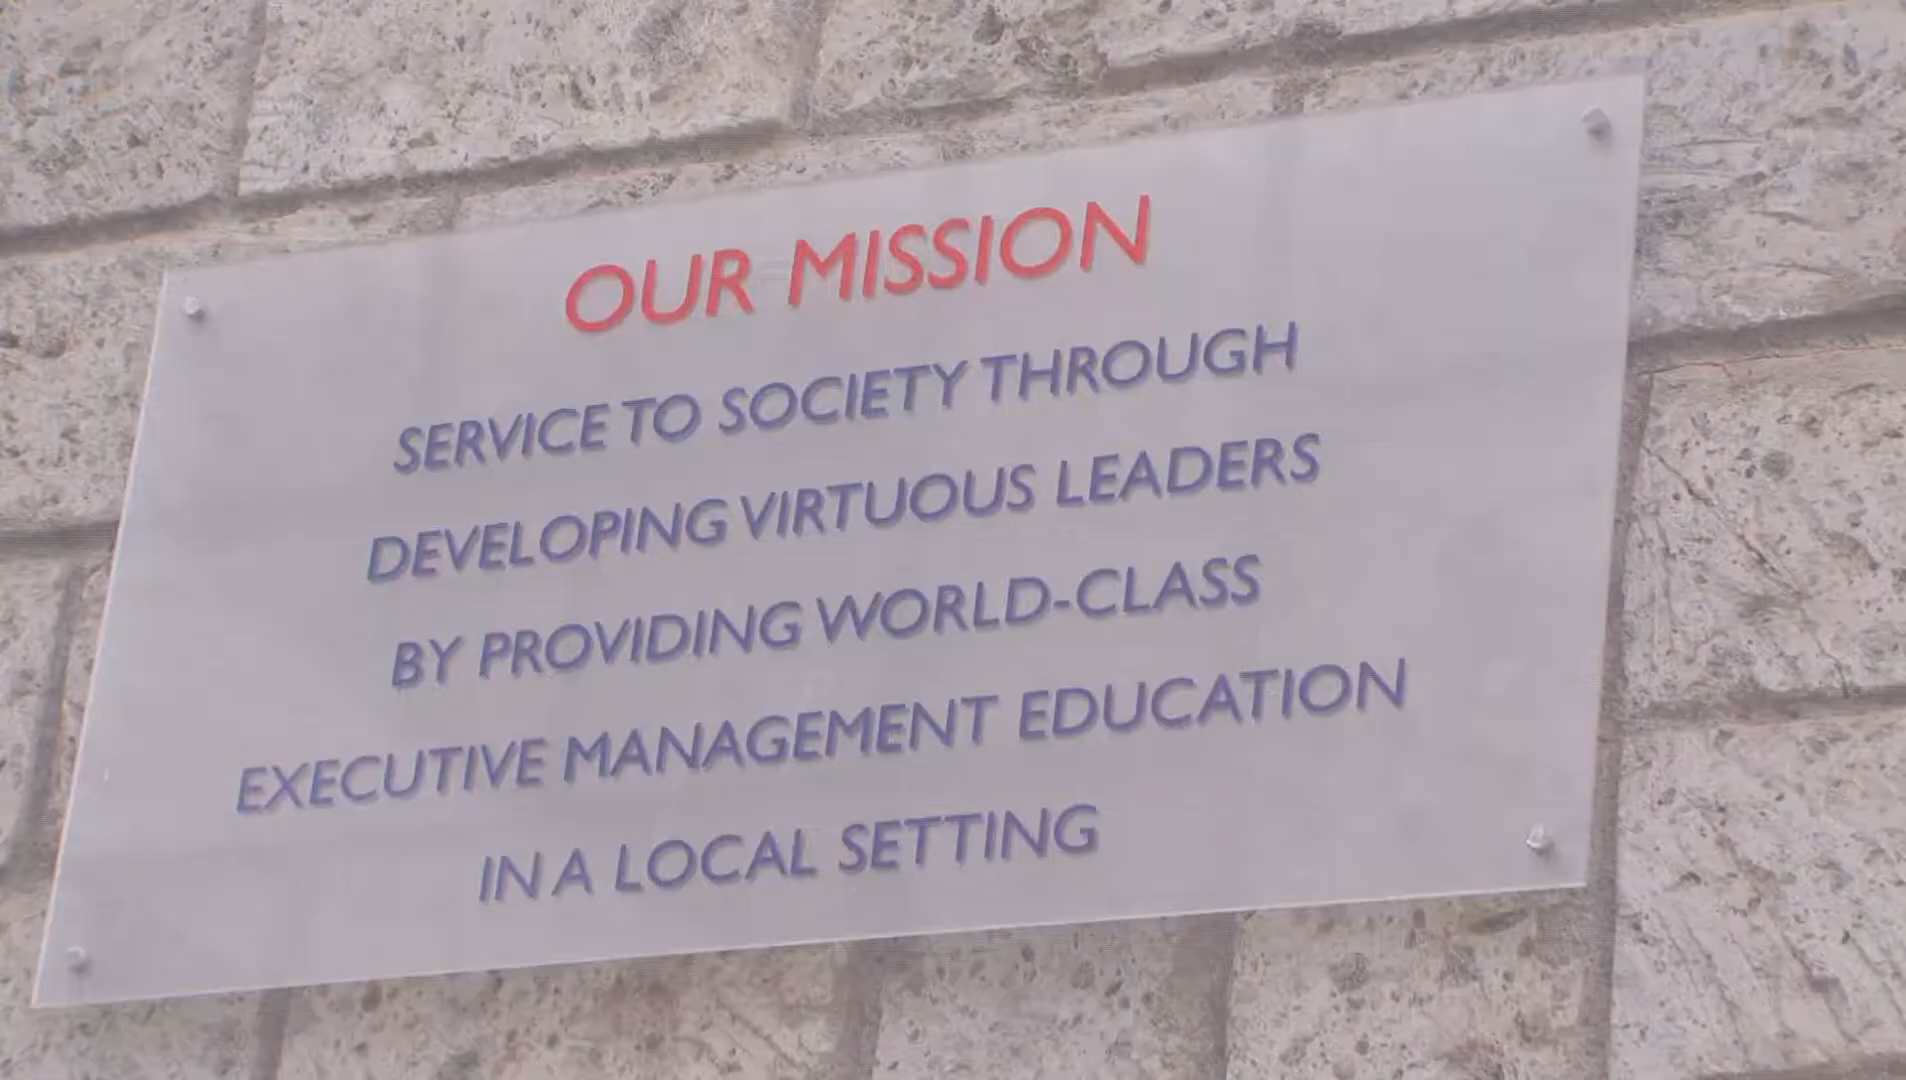 OUR MISSION
SERVICE TO SOCIETY THROUGH
DEVELOPING VIRTUOUS LEADERS
BY PROVIDING WORLD-CLASS
EXECUTIVE MANAGEMENT EDUCATION
IN A LOCAL SETTING